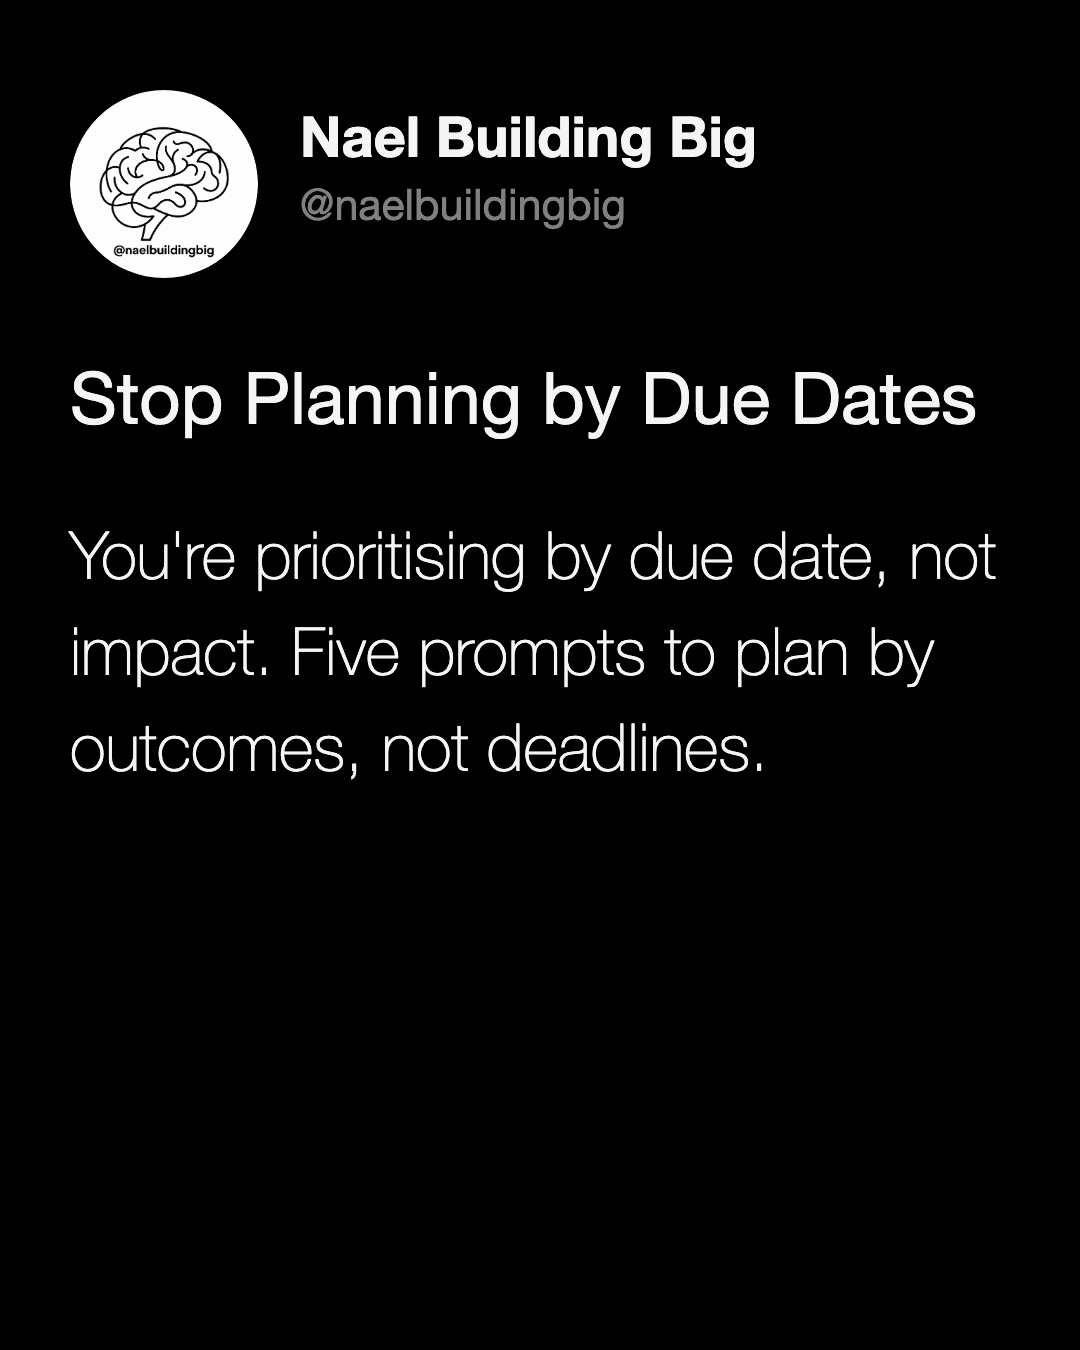 @naelbuildingbig
Nael Building Big
@naelbuildingbig
Stop Planning by Due Dates
You're prioritising by due date, not
impact. Five prompts to plan by
outcomes, not deadlines.